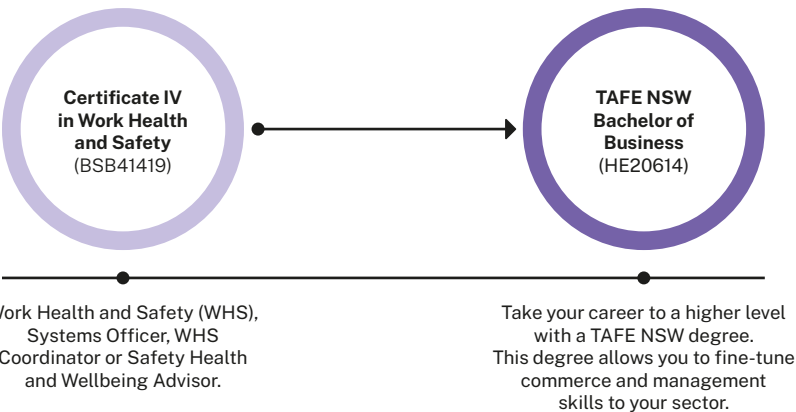 Certificate IV
in Work Health
and Safety
(BSB41419)
TAFE NSW
Bachelor of
Business
(HE20614)
Work Health and Safety (WHS),
Systems Officer, WHS
Coordinator or Safety Health
and Wellbeing Advisor.
Take your career to a higher level
with a TAFE NSW degree.
This degree allows you to fine-tune
commerce and management
skills to your sector.